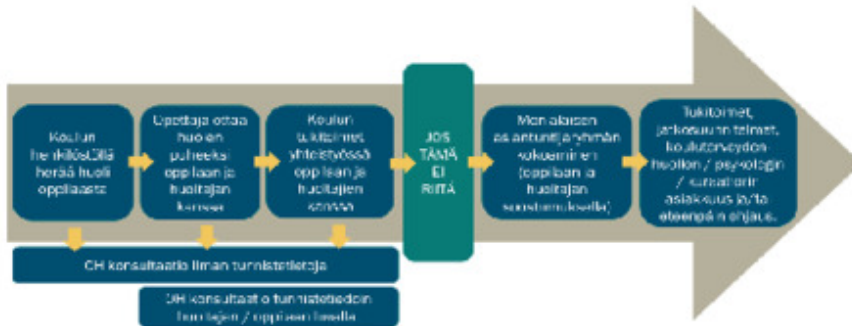 Koulun
henkilöstöllä
herää huoli
oppilaasta
Opettaja ottaa
huolen
puheeksi
oppilaan ja
huoltajan
kanssa
Koulun
tukitoimet
yhteistyössä
oppilaan ja
huoltajien
kanssa
JOS
TÄMÄ
EI
RIITÄ
Monialaisen
asiantuntijaryhmän
kokoaminen
(oppilaan ja
huoltajan
suostumuksella)
Tukitoimet,
jatkosuunnitelmat,
kouluterveyden-
huollon / psykologin
/ kuraattorin
asiakkuus ja/tai
eteenpäin ohjaus.
OH konsultaatio ilman tunnistetietoja
OH konsultaatio tunnistetiedoin
huoltajan / oppilaan luvalla